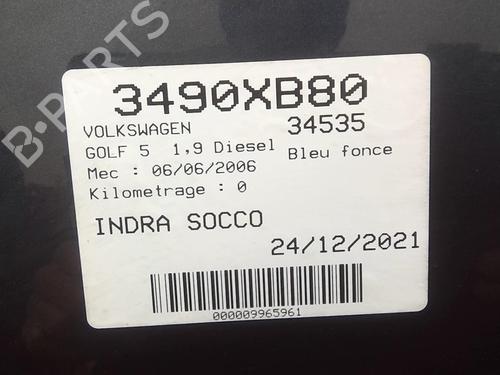 B-PARTS
3490XB80
VOLKSWAGEN 34535
GOLF 5 1,9 Diesel Bleu fonce
Mec : 06/06/2006
Kilometrage : 0
INDRA SOCCO
24/12/2021
000009965961